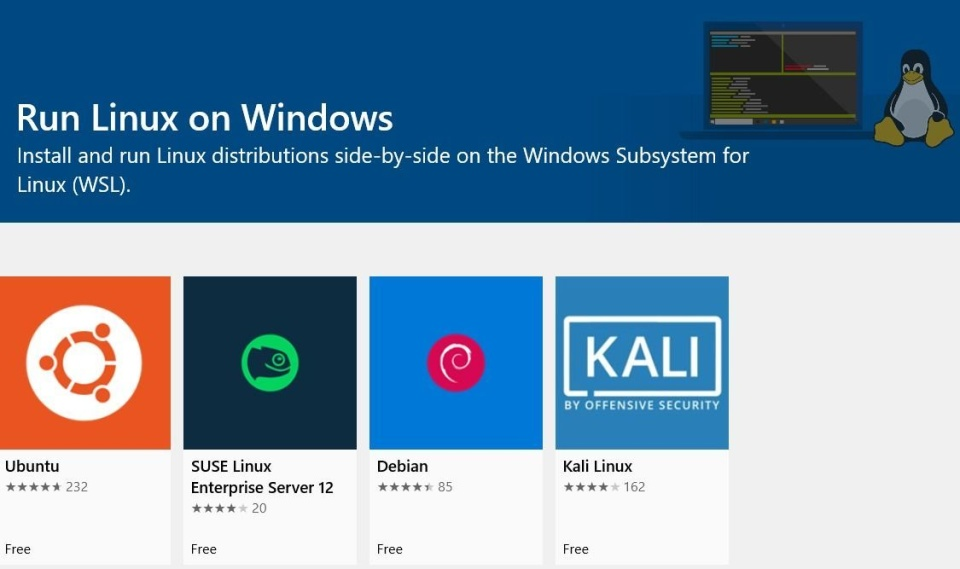 Run Linux on Windows
Install and run Linux distributions side-by-side on the Windows Subsystem for
Linux (WSL).
KALI
BY OFFENSIVE SECURITY
Ubuntu
232
Free
SUSE Linux
Enterprise Server 12
20
Free
Debian
85
Free
Kali Linux
162
Free